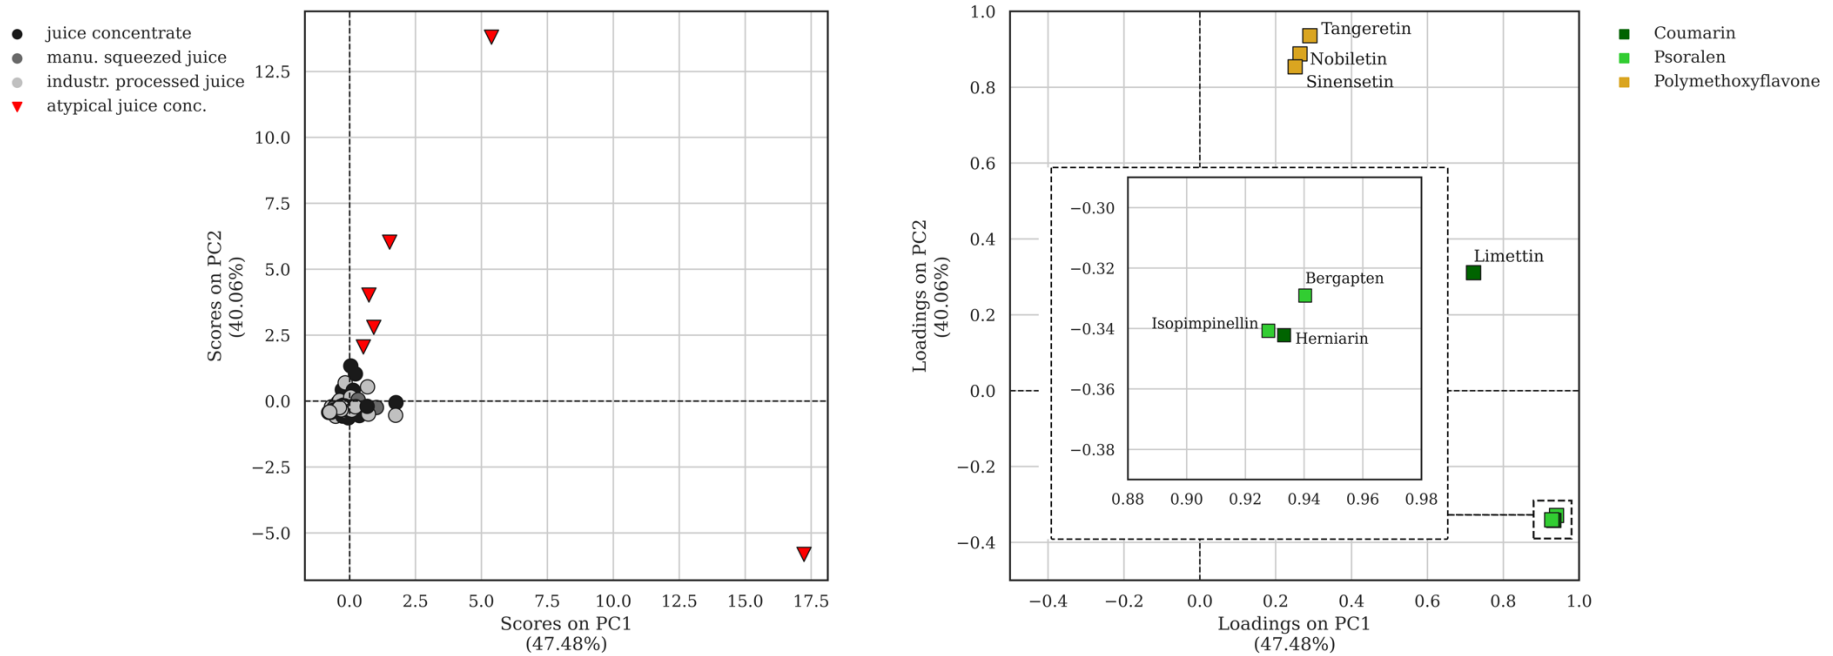 juice concentrate
manu. squeezed juice
industr. processed juice
atypical juice conc.
12.5
10.0
7.5
5.0
2.5
0.0
−2.5
−5.0
Scores on PC2
(40.06%)
0.0 2.5 5.0 7.5 10.0 12.5 15.0 17.5
Scores on PC1
(47.48%)
1.0
0.8
0.6
0.4
0.2
0.0
−0.2
−0.4
Loadings on PC2
(40.06%)
Tangeretin
Nobiletin
Sinensetin
Limettin
−0.30
−0.32
−0.34
−0.36
−0.38
Bergapten
Isopimpinellin
Herniarin
0.88 0.90 0.92 0.94 0.96 0.98
−0.4 −0.2 0.0 0.2 0.4 0.6 0.8 1.0
Loadings on PC1
(47.48%)
Coumarin
Psoralen
Polymethoxyflavone